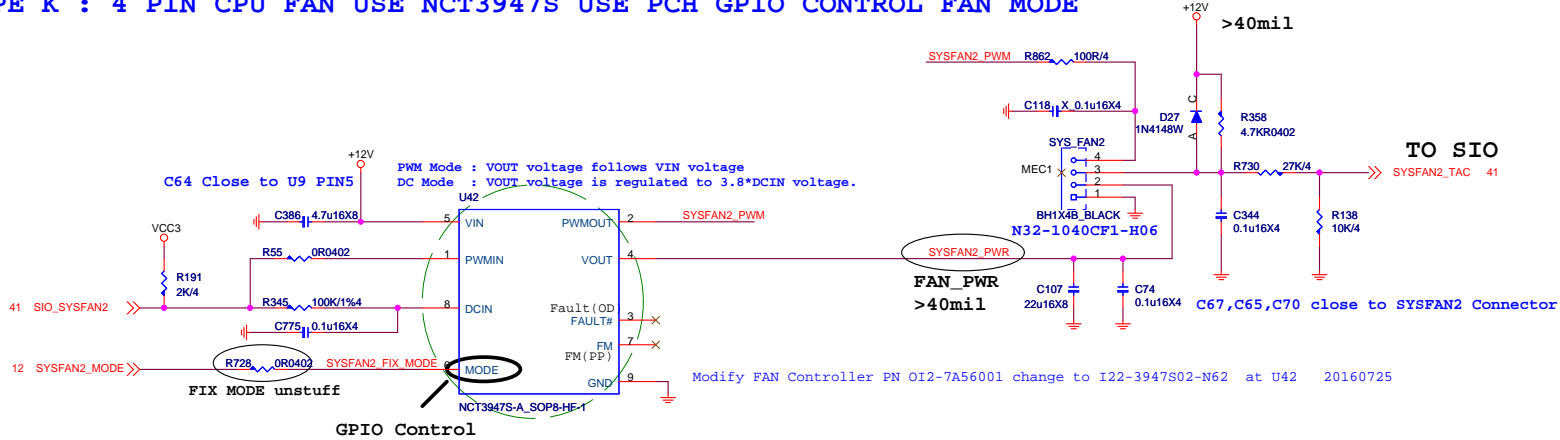 PE K : 4 PIN CPU FAN USE NCT3947S USE PCH GPIO CONTROL FAN MODE
+12V
>40mil
SYSFAN2_PWM
R862
100R/4
C118
X_0.1u16X4
D27
1N4148W
C
A
R358
4.7KR0402
SYS_FAN2
MEC1
4
3
2
1
BH1X4B_BLACK
N32-1040CF1-H06
R730
27K/4
TO SIO
SYSFAN2_TAC 41
C344
0.1u16X4
R138
10K/4
+12V
PWM Mode : VOUT voltage follows VIN voltage
DC Mode : VOUT voltage is regulated to 3.8*DCIN voltage.
C64 Close to U9 PIN5
U42
C386
4.7u16X8
5
VIN
PWMOUT
2
SYSFAN2_PWM
VCC3
R191
2K/4
R55
0R0402
1
PWMIN
VOUT
4
SYSFAN2_PWR
FAN_PWR
>40mil
C107
22u16X8
C74
0.1u16X4
C67,C65,C70 close to SYSFAN2 Connector
41 SIO_SYSFAN2
R345
100K/1%4
8
DCIN
C775
0.1u16X4
Fault(OD
FAULT#
3
FM
7
FM(PP)
12 SYSFAN2_MODE
R728
0R0402
SYSFAN2_FIX_MODE
MODE
GND
9
FIX MODE unstuff
NCT3947S-A_SOP8-HF-1
GPIO Control
Modify FAN Controller PN OI2-7A56001 change to I22-3947S02-N62 at U42 20160725